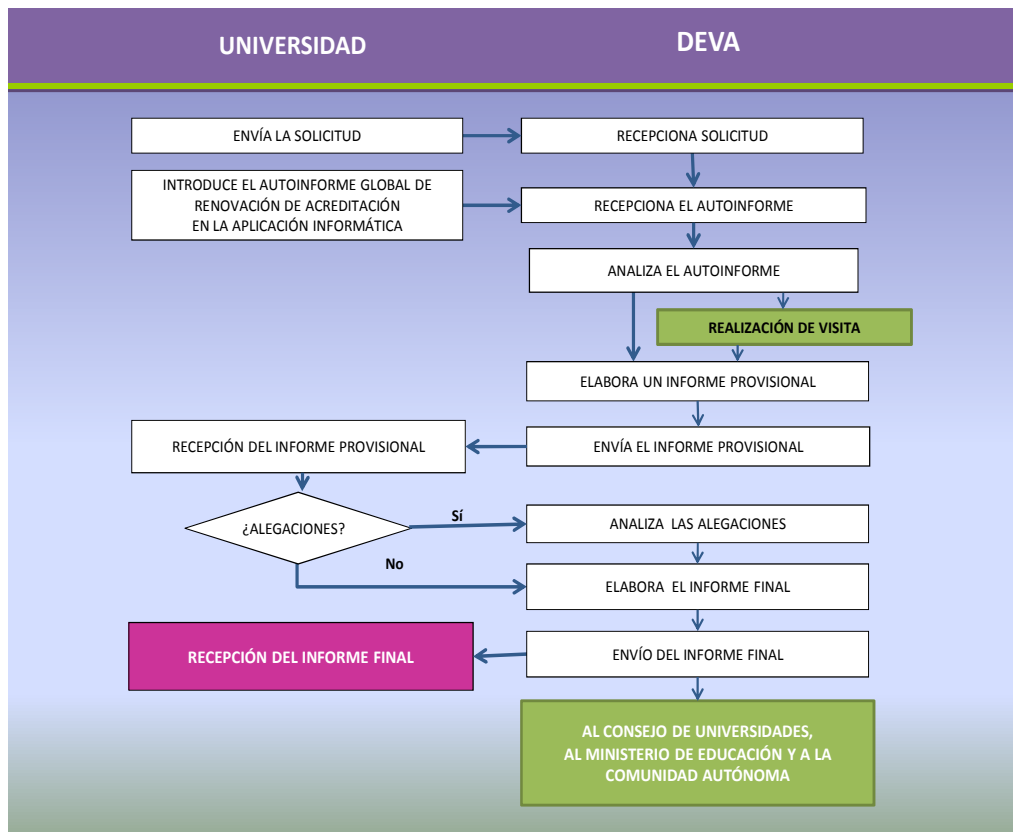 UNIVERSIDAD
DEVA
ENVÍA LA SOLICITUD
RECEPCIONA SOLICITUD
INTRODUCE EL AUTOINFORME GLOBAL DE
RENOVACIÓN DE ACREDITACIÓN
EN LA APLICACIÓN INFORMÁTICA
RECEPCIONA EL AUTOINFORME
ANALIZA EL AUTOINFORME
REALIZACIÓN DE VISITA
ELABORA UN INFORME PROVISIONAL
RECEPCIÓN DEL INFORME PROVISIONAL
ENVÍA EL INFORME PROVISIONAL
¿ALEGACIONES?
Sí
ANALIZA LAS ALEGACIONES
No
ELABORA EL INFORME FINAL
RECEPCIÓN DEL INFORME FINAL
ENVÍO DEL INFORME FINAL
AL CONSEJO DE UNIVERSIDADES,
AL MINISTERIO DE EDUCACIÓN Y A LA
COMUNIDAD AUTÓNOMA